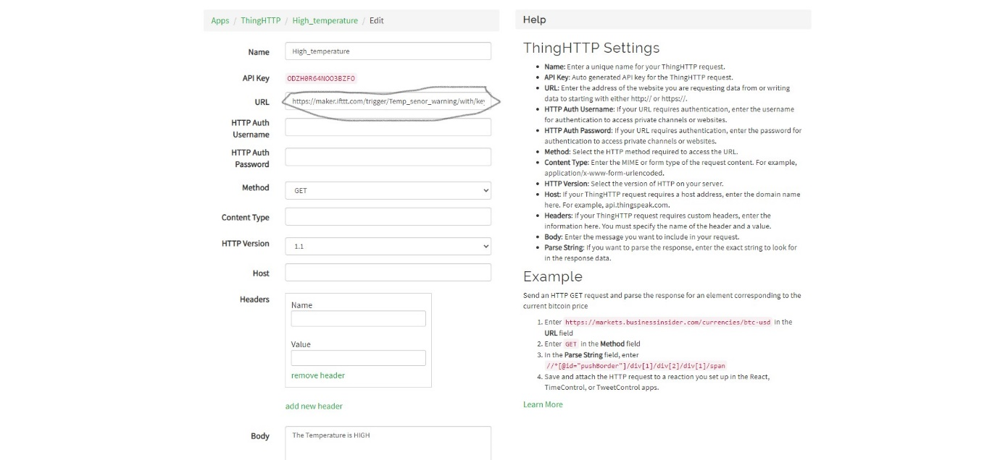 Apps / ThingHTTP / High_temperature / Edit
Name High_temperature
API Key ODZH0R64NOO3BZFO
URL https://maker.ifttt.com/trigger/Temp_senor_warning/with/key
HTTP Auth
Username
HTTP Auth
Password
Method GET
Content Type
HTTP Version 1.1
Host
Headers
Name
Value
remove header
add new header
Body The Temperature is HIGH
Help
ThingHTTP Settings
• Name: Enter a unique name for your ThingHTTP request.
• API Key: Auto generated API key for the ThingHTTP request.
• URL: Enter the address of the website you are requesting data from or writing
data to starting with either http:// or https://.
• HTTP Auth Username: If your URL requires authentication, enter the username
for authentication to access private channels or websites.
• HTTP Auth Password: If your URL requires authentication, enter the password for
authentication to access private channels or websites.
• Method: Select the HTTP method required to access the URL.
• Content Type: Enter the MIME or form type of the request content. For example,
application/x-www-form-urlencoded.
• HTTP Version: Select the version of HTTP on your server.
• Host: If your ThingHTTP request requires a host address, enter the domain name
here. For example, api.thingspeak.com.
• Headers: If your ThingHTTP request requires custom headers, enter the
information here. You must specify the name of the header and a value.
• Body: Enter the message you want to include in your request.
• Parse String: If you want to parse the response, enter the exact string to look for
in the response data.
Example
Send an HTTP GET request and parse the response for an element corresponding to the
current bitcoin price
1. Enter https://markets.businessinsider.com/currencies/btc-usd in the
URL field
2. Enter GET in the Method field
3. In the Parse String field, enter
//*[@id="pushBorder"]/div[1]/div[2]/div[1]/span
4. Save and attach the HTTP request to a reaction you set up in the React,
TimeControl, or TweetControl apps.
Learn More